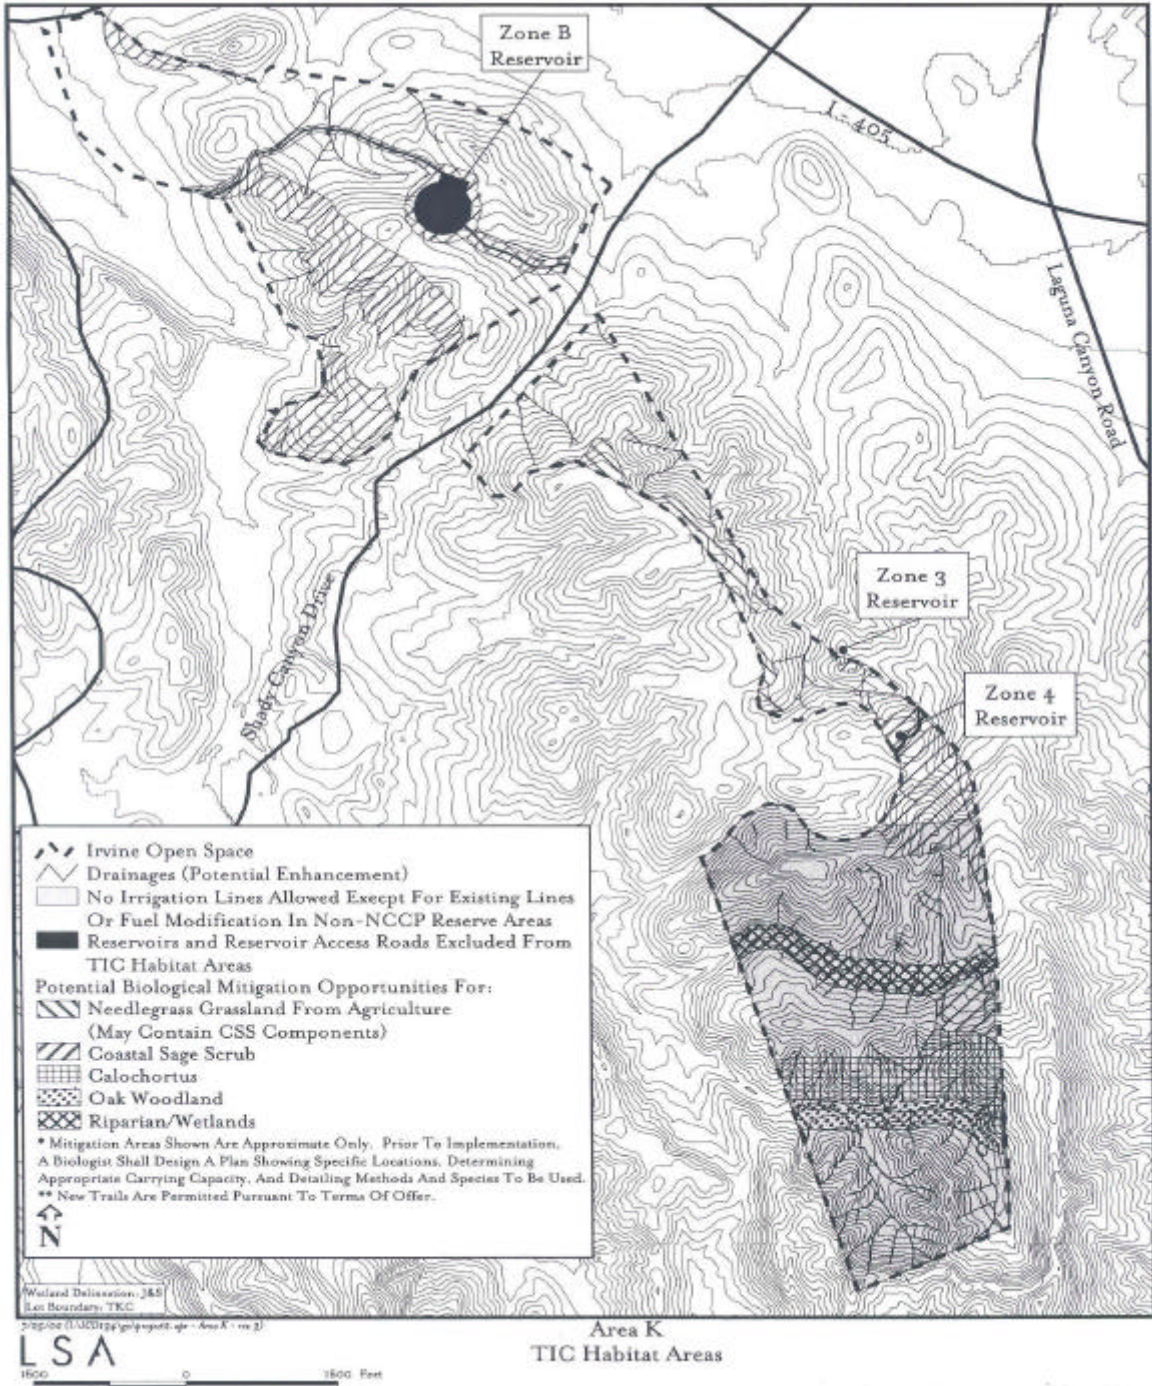 Zone B
Reservoir
I-405
Laguna Canyon Road
Zone 3
Reservoir
Zone 4
Reservoir
Shady Canyon Drive
Irvine Open Space
Drainages (Potential Enhancement)
No Irrigation Lines Allowed Execpt For Existing Lines
Or Fuel Modification In Non-NCCP Reserve Areas
Reservoirs and Reservoir Access Roads Excluded From
TIC Habitat Areas
Potential Biological Mitigation Opportunities For:
Needlegrass Grassland From Agriculture
(May Contain CSS Components)
Coastal Sage Scrub
Calochortus
Oak Woodland
Riparian/Wetlands
* Mitigation Areas Shown Are Approximate Only. Prior To Implementation,
A Biologist Shall Design A Plan Showing Specific Locations, Determining
Appropriate Carrying Capacity, And Detailing Methods And Species To Be Used.
** New Trails Are Permitted Pursuant To Terms Of Offer.
N
Wetland Delineation: J&S
Lot Boundary: TKC
Area K
TIC Habitat Areas
LSA
1600 0 1600 Feet